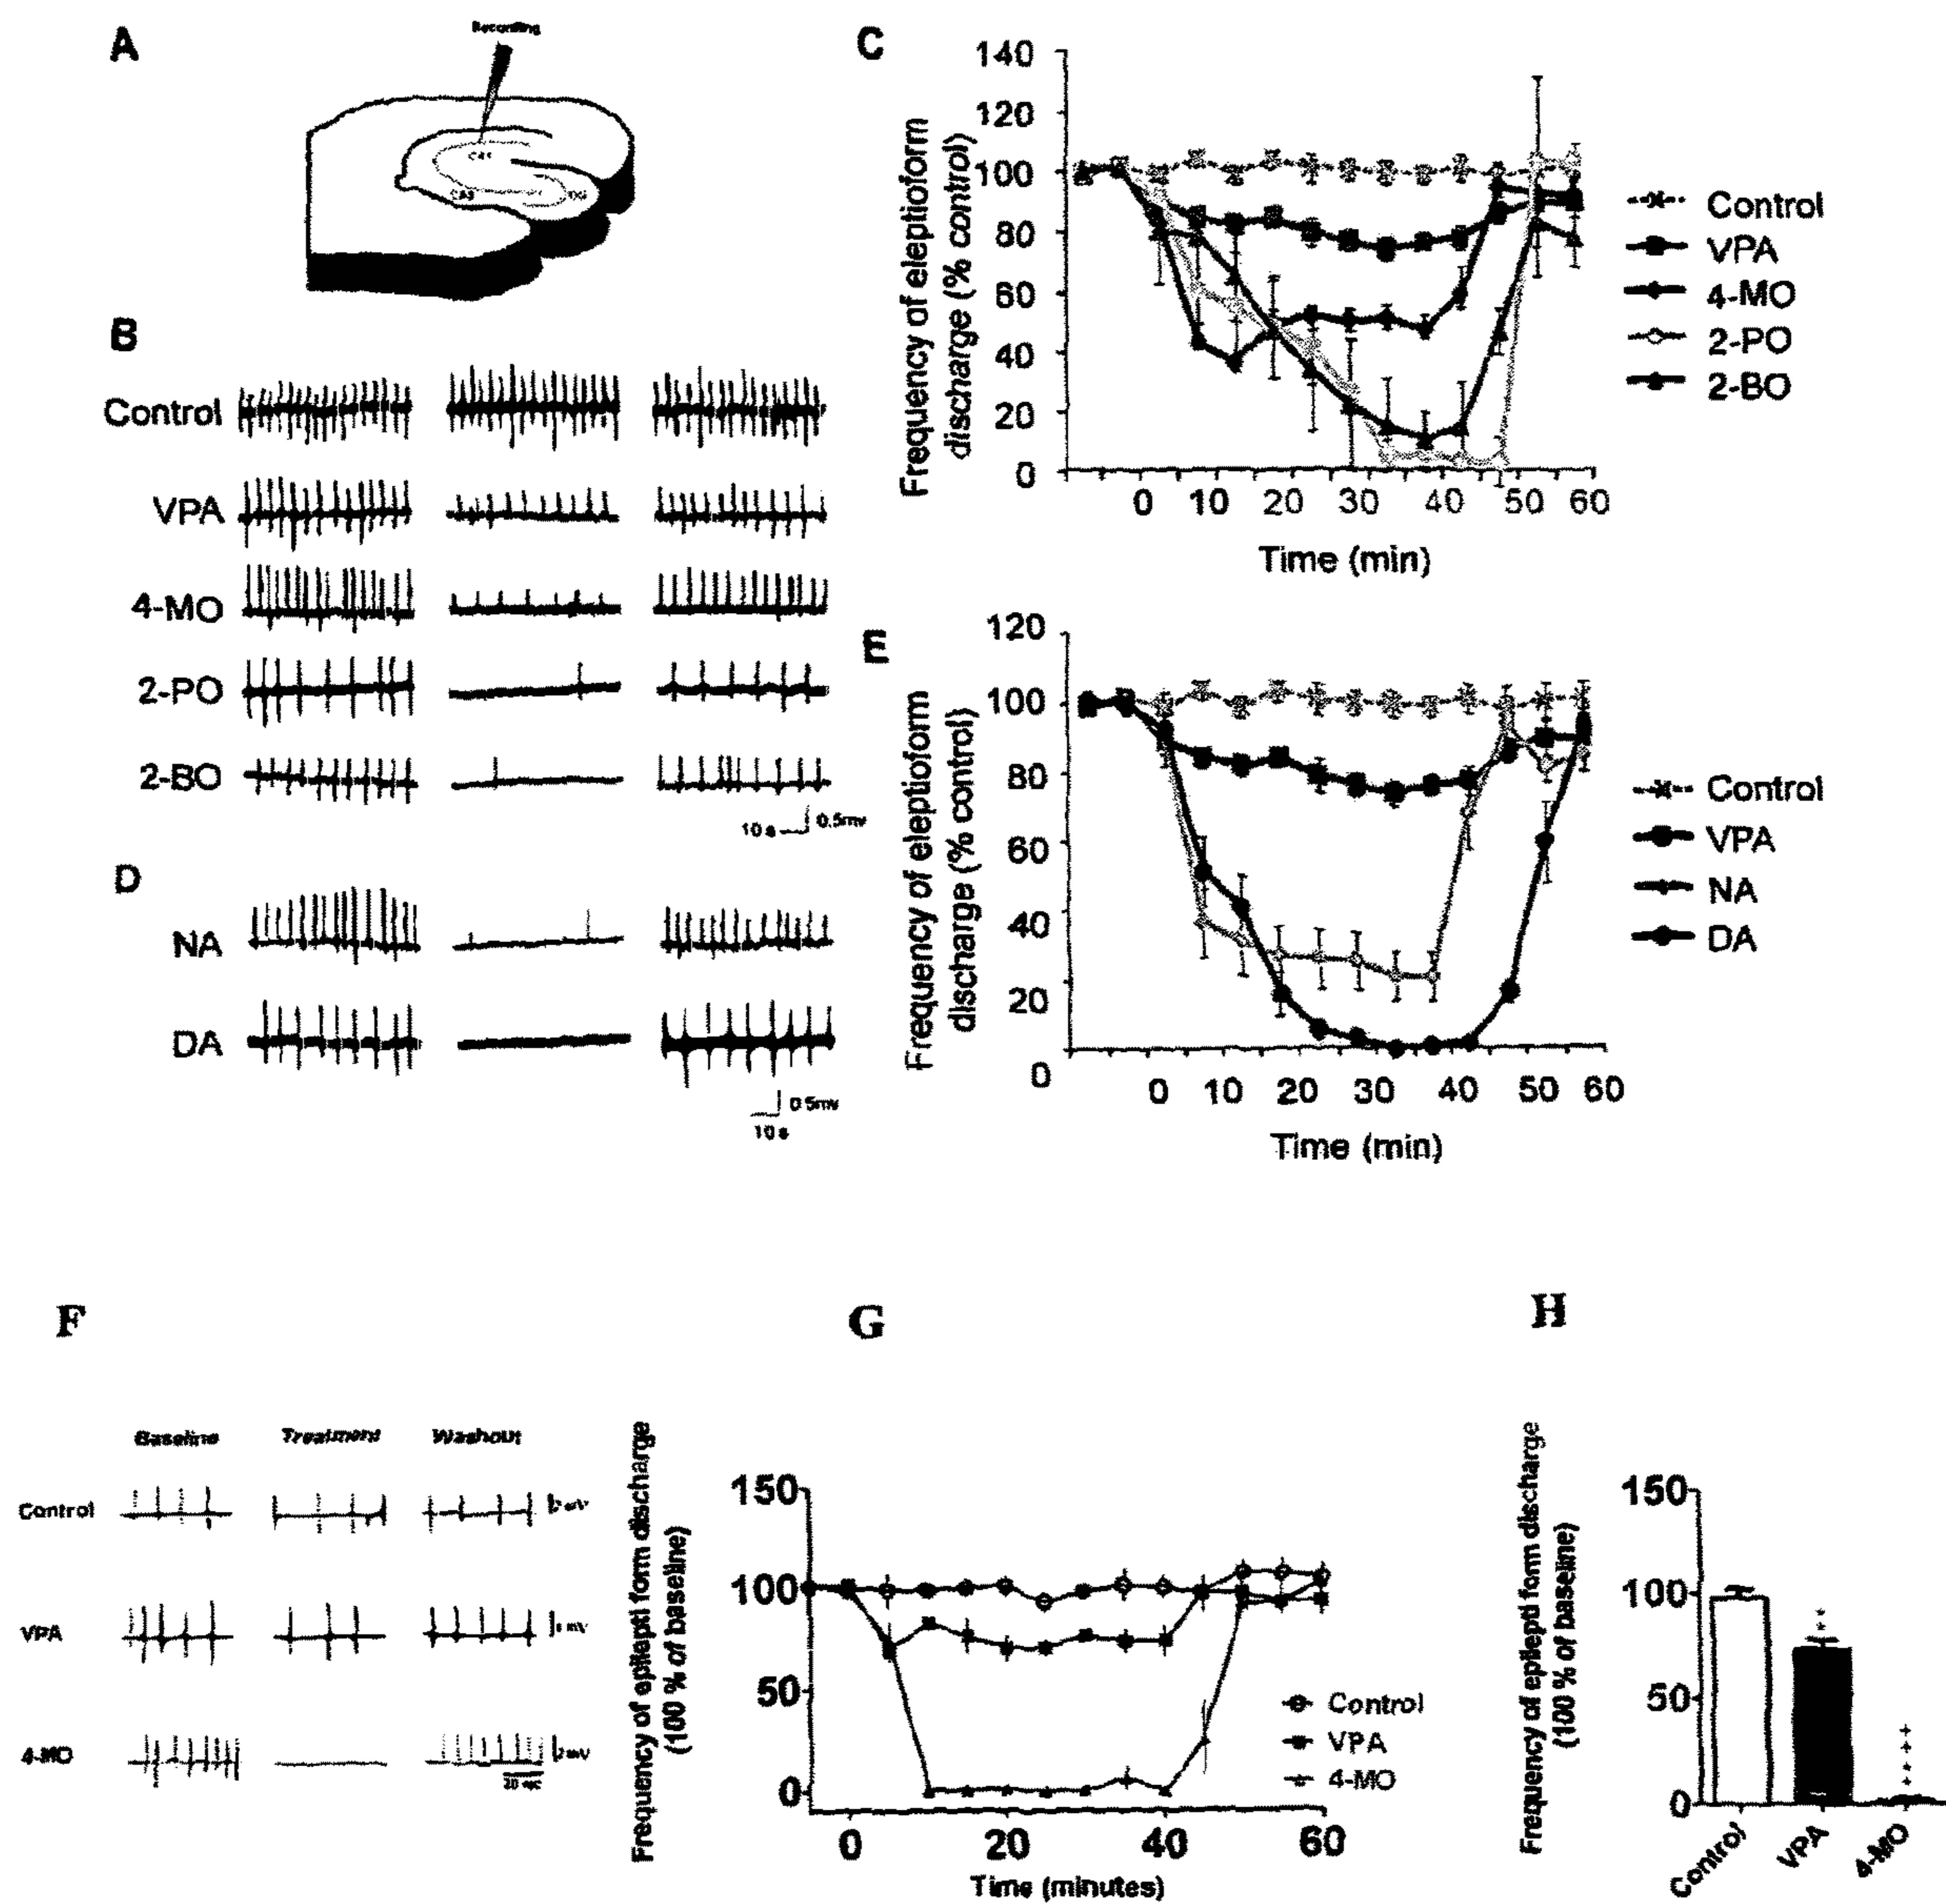 A
Recording
CA1
CA3
DG
B
Control
VPA
4-MO
2-PO
2-BO
10 s
0.5mv
C
Frequency of eleptioform
discharge (% control)
140
120
100
80
60
40
20
0
0 10 20 30 40 50 60
Time (min)
Control
VPA
4-MO
2-PO
2-BO
D
NA
DA
0 5mv
10 s
E
Frequency of eleptioform
discharge (% control)
120
100
80
60
40
20
0
0 10 20 30 40 50 60
Time (min)
Control
VPA
NA
DA
F
Baseline Treatment Washout
Control
VPA
4-MO
G
Frequency of epilepti form discharge
(100 % of baseline)
150
100
50
0
0 20 40 60
Time (minutes)
Control
VPA
4-MO
H
Frequency of epilepti form discharge
(100 % of baseline)
150
100
50
0
Control
VPA
4-MO